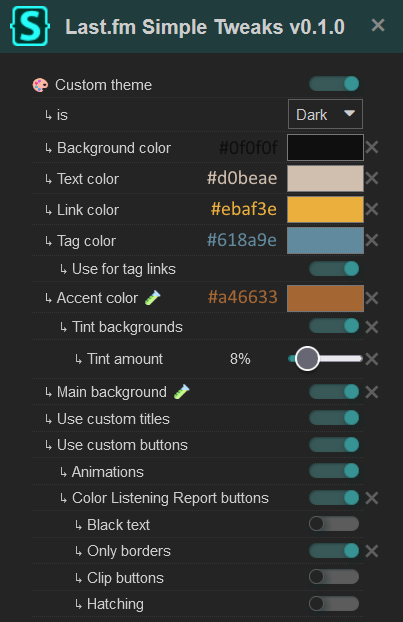 Last.fm Simple Tweaks v0.1.0 ×
Custom theme
↳ is Dark
↳ Background color #0f0f0f ×
↳ Text color #d0beae ×
↳ Link color #ebaf3e ×
↳ Tag color #618a9e ×
↳ Use for tag links
↳ Accent color #a46633 ×
↳ Tint backgrounds ×
↳ Tint amount 8% ×
↳ Main background ×
↳ Use custom titles
↳ Use custom buttons
↳ Animations
↳ Color Listening Report buttons ×
↳ Black text
↳ Only borders ×
↳ Clip buttons
↳ Hatching